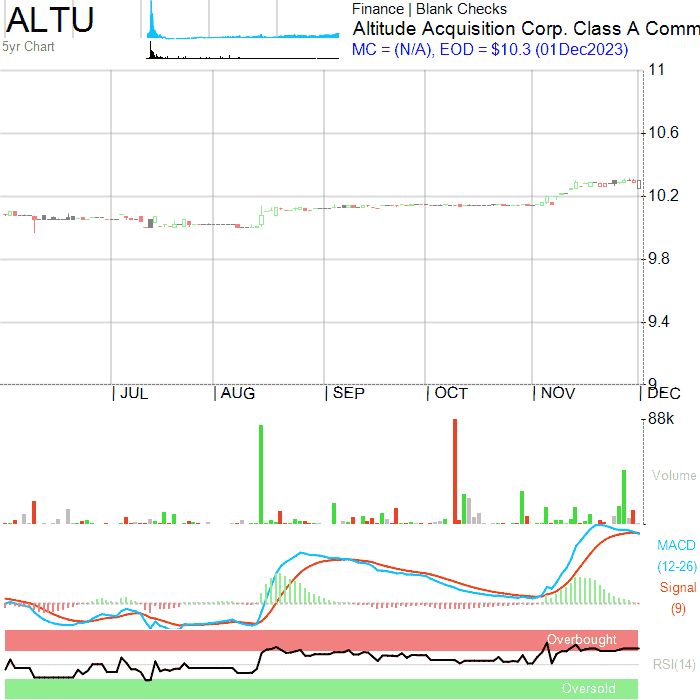 ALTU
5yr Chart
Finance | Blank Checks
Altitude Acquisition Corp. Class A Comm
MC = (N/A), EOD = $10.3 (01Dec2023)
11
10.6
10.2
9.8
9.4
9
JUL AUG SEP OCT NOV DEC
88k
Volume
MACD
(12-26)
Signal
(9)
Overbought
RSI(14)
Oversold